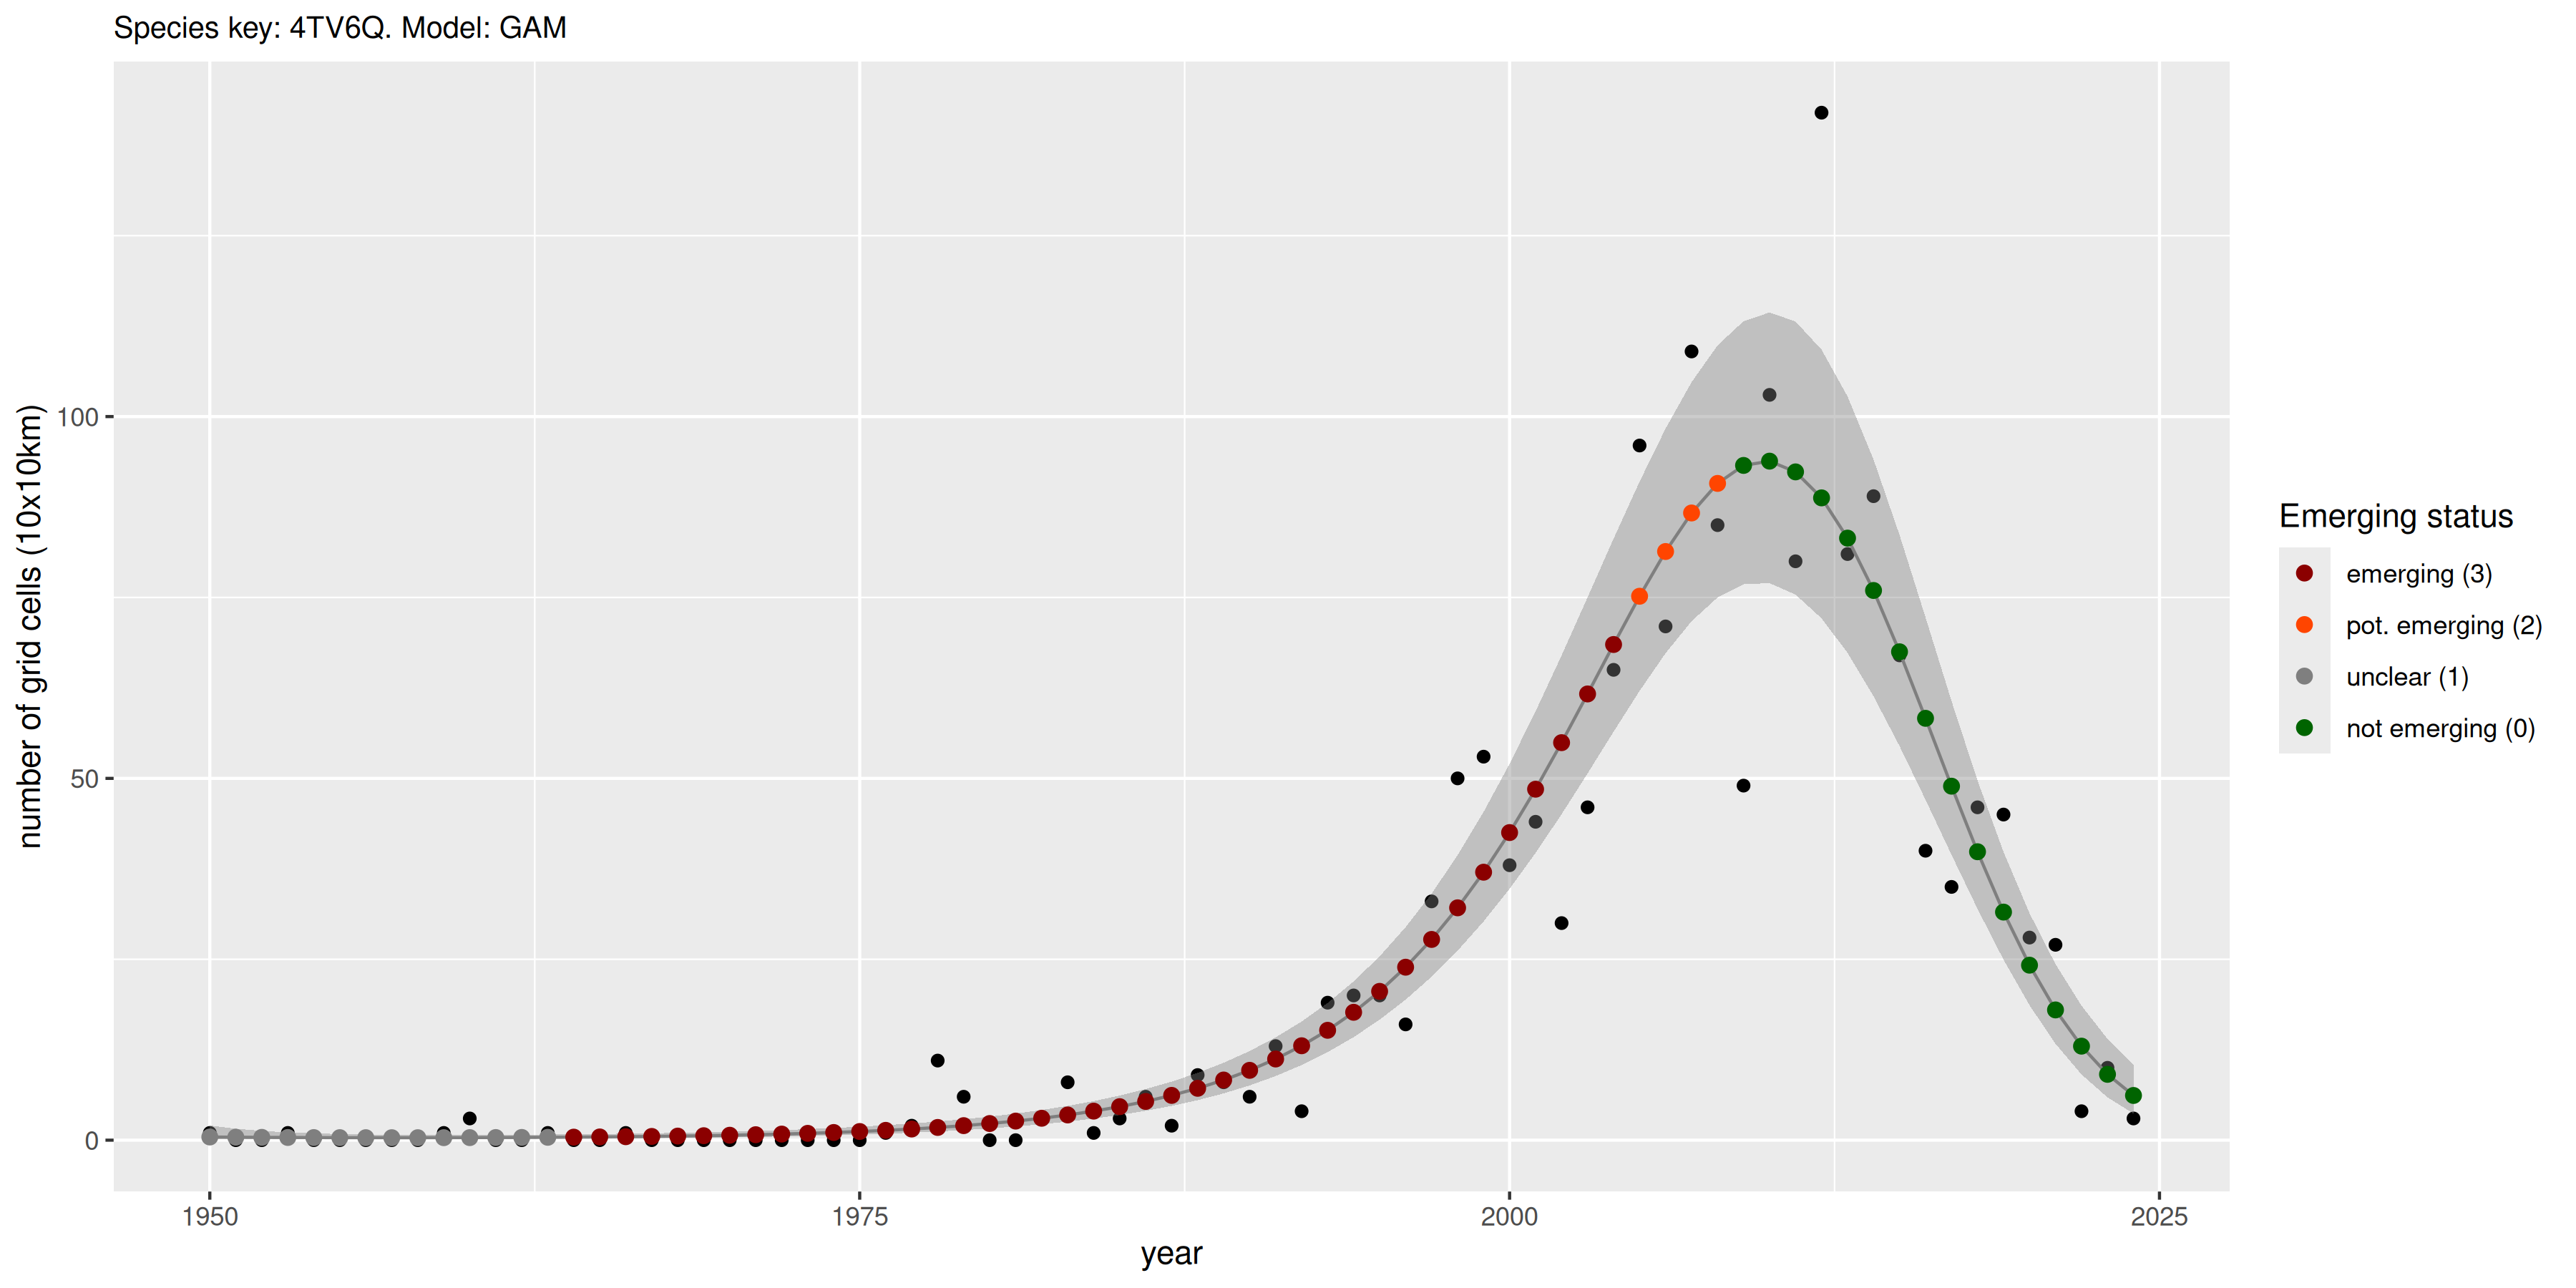 Species key: 4TV6Q. Model: GAM
number of grid cells (10x10km)
100
50
0
1950
1975
2000
2025
year
Emerging status
emerging (3)
pot. emerging (2)
unclear (1)
not emerging (0)